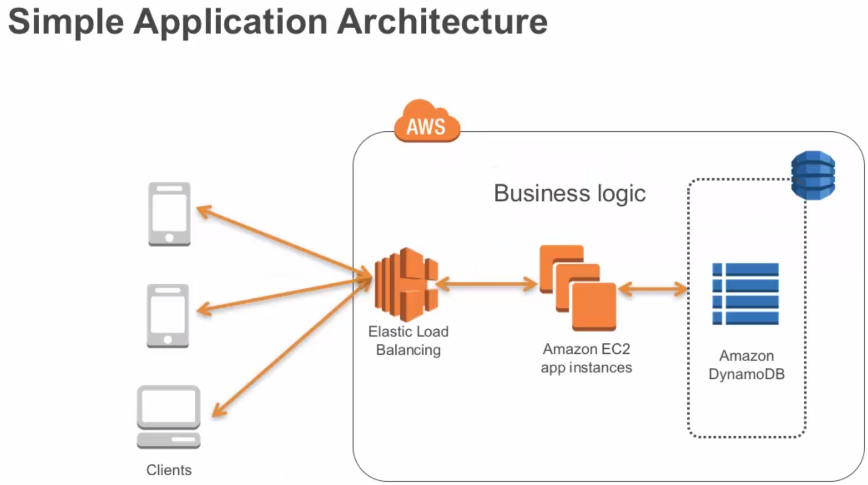 Simple Application Architecture
AWS
Business logic
Elastic Load
Balancing
Amazon EC2
app instances
Amazon
DynamoDB
Clients